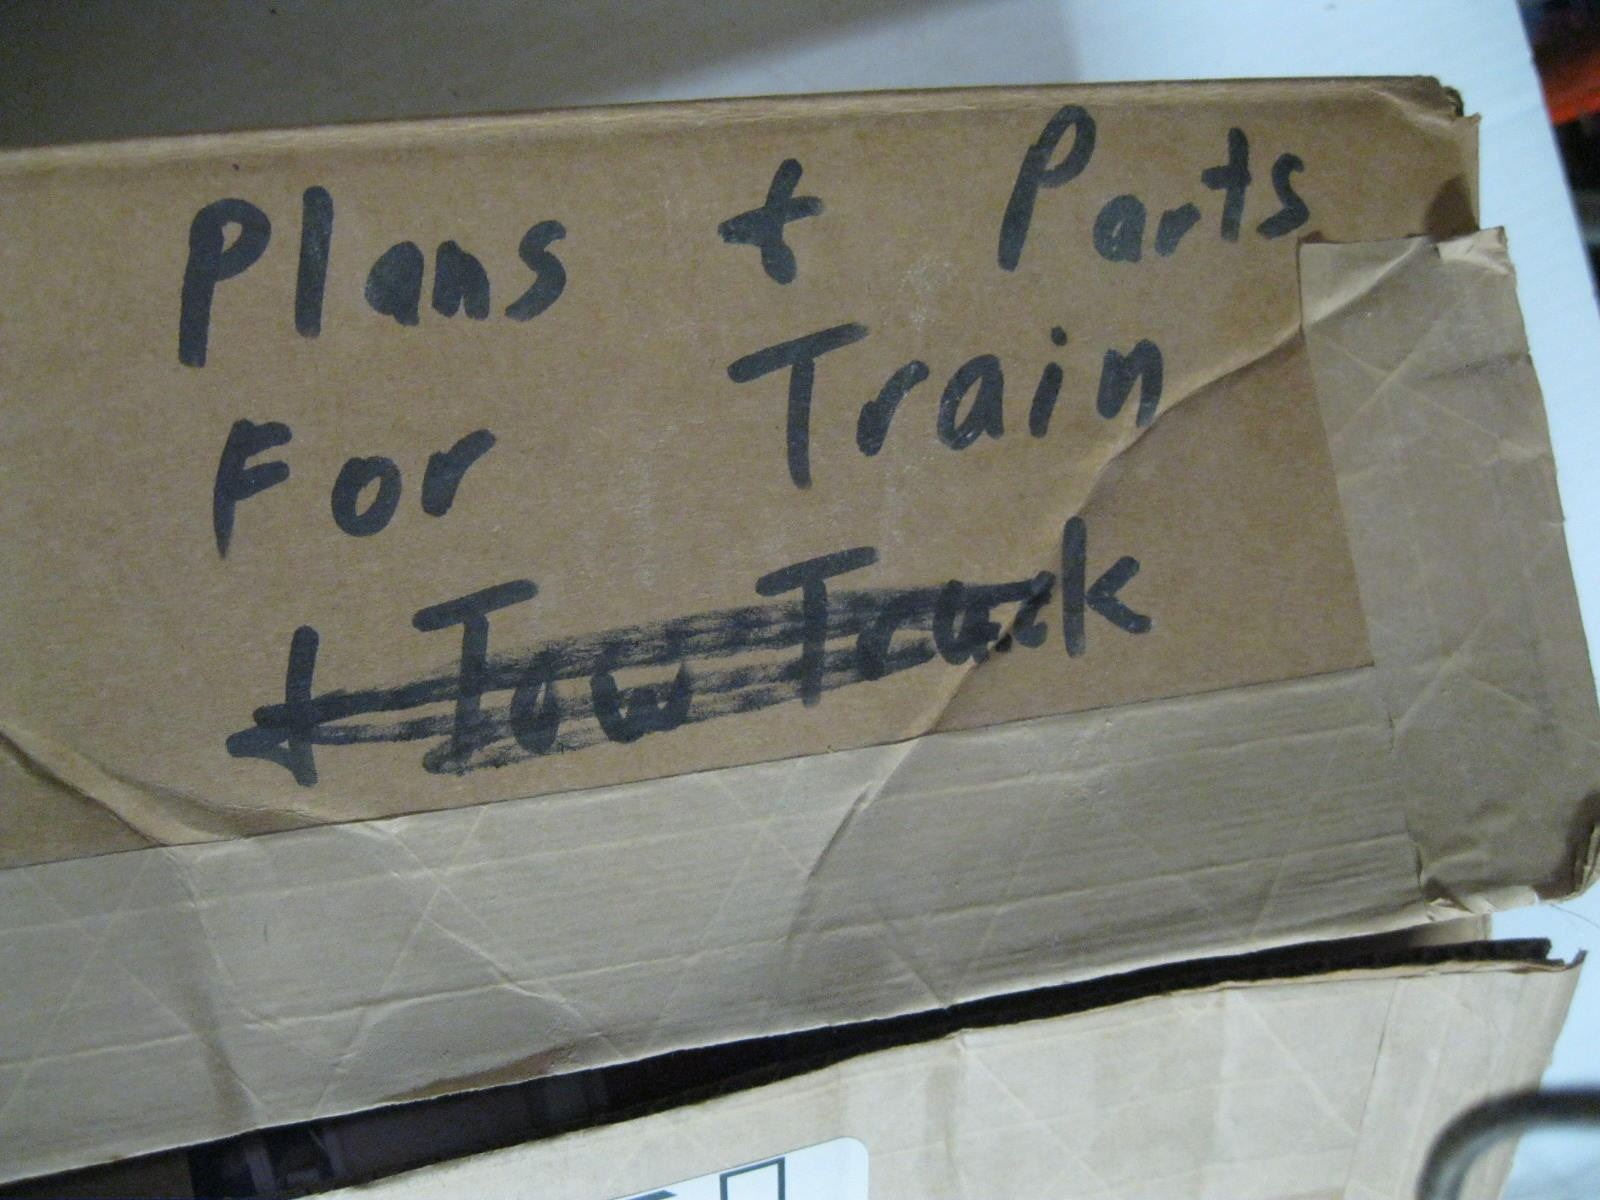 Plans + Parts
For Train
+ Tow Truck